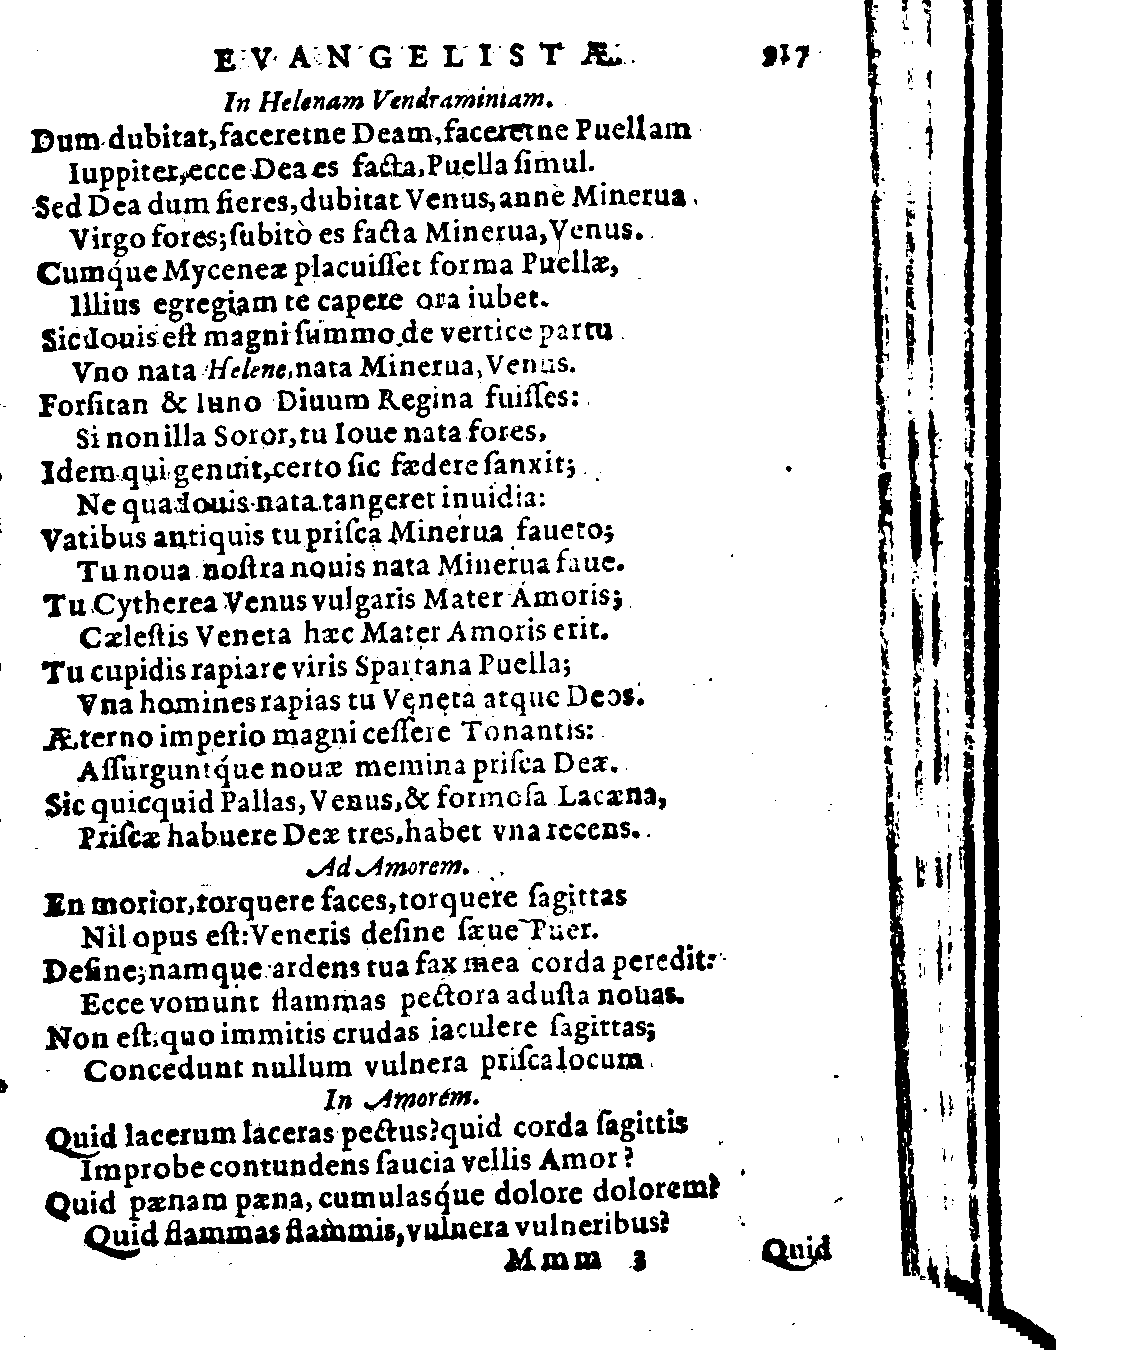 EVANGELISTÆ. 917
In Helenam Vendraminiam.
Dum dubitat, faceretne Deam, faceretne Puellam
Iuppiter, ecce Dea es facta, Puella ſimul.
Sed Dea dum fieres, dubitat Venus, anne Minerua
Virgo fores; ſubitò es facta Minerua, Venus.
Cumq́ue Myceneæ placuiſſet forma Puellæ,
Illius egregiam te capere ora iubet.
Sic Iouis eſt magni ſummo de vertice partu
Vno nata Helene, nata Minerua, Venus.
Forſitan & Iuno Diuum Regina fuiſſes:
Si non illa Soror, tu Ioue nata fores,
Idem qui genuit, certo ſic fædere ſanxit;
Ne qua Iouis nata tangeret inuidia:
Vatibus antiquis tu priſca Minerua faueto;
Tu noua noſtra nouis nata Minerua faue.
Tu Cytherea Venus vulgaris Mater Amoris;
Cæleſtis Veneta hæc Mater Amoris erit.
Tu cupidis rapiare viris Spartana Puella;
Vna homines rapias tu Veneta atque Deos.
Æterno imperio magni ceſſere Tonantis:
Aſſurguntq́ue nouæ memina priſca Deæ.
Sic quicquid Pallas, Venus, & formoſa Lacæna,
Priſcæ habuere Deæ tres, habet vna recens.
Ad Amorem.
En morior, torquere faces, torquere ſagittas
Nil opus eſt: Veneris deſine ſæue Puer.
Deſine; namque ardens tua fax mea corda peredit:
Ecce vomunt flammas pectora aduſta nouas.
Non eſt, quo immitis crudas iaculere ſagittas;
Concedunt nullum vulnera priſca locum
In Amorem.
Quid lacerum laceras pectus? quid corda ſagittis
Improbe contundens ſaucia vellis Amor?
Quid pænam pæna, cumulasq́ue dolore dolorem?
Quid flammas flammis, vulnera vulneribus?
Mmm 3 Quid